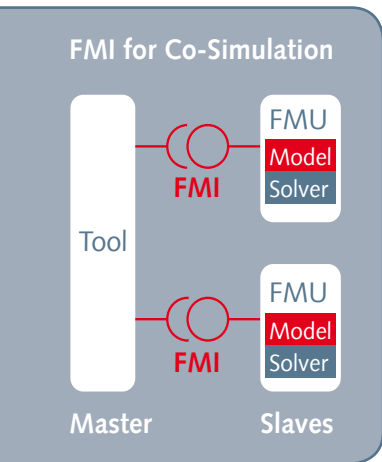 FMI for Co-Simulation
FMU
Model
Solver
FMI
Tool
FMU
Model
Solver
FMI
Master
Slaves